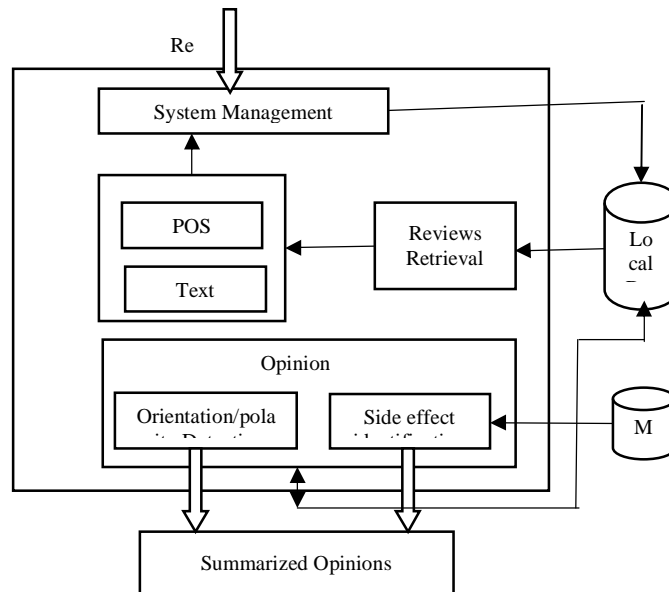 Re
System Management
POS
Text
Reviews
Retrieval
Lo
cal
Opinion
Orientation/pola
Side effect
M
Summarized Opinions